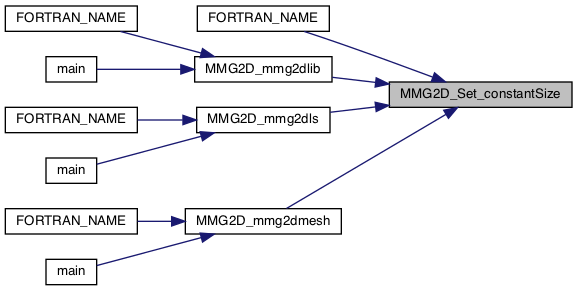 FORTRAN_NAME
FORTRAN_NAME
main
MMG2D_mmg2dlib
MMG2D_Set_constantSize
FORTRAN_NAME
MMG2D_mmg2dls
main
FORTRAN_NAME
MMG2D_mmg2dmesh
main